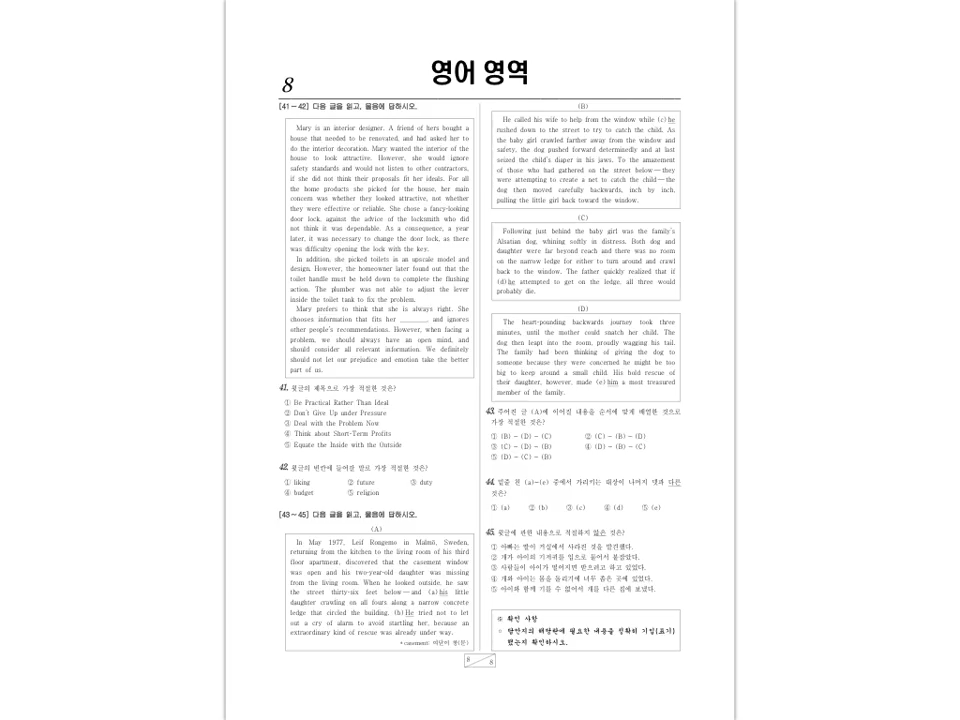 8
영어 영역
[41~42] 다음 글을 읽고, 물음에 답하시오.
Mary is an interior designer. A friend of hers bought a
house that needed to be renovated, and had asked her to
do the interior decoration. Mary wanted the interior of the
house to look attractive. However, she would ignore
safety standards and would not listen to other contractors,
if she did not think their proposals fit her ideals. For all
the home products she picked for the house, her main
concern was whether they looked attractive, not whether
they were effective or reliable. She chose a fancy-looking
door lock, against the advice of the locksmith who did
not think it was dependable. As a consequence, a year
later, it was necessary to change the door lock, as there
was difficulty opening the lock with the key.
In addition, she picked toilets in an upscale model and
design. However, the homeowner later found out that the
toilet handle must be held down to complete the flushing
action. The plumber was not able to adjust the lever
inside the toilet tank to fix the problem.
Mary prefers to think that she is always right. She
chooses information that fits her ________, and ignores
other people's recommendations. However, when facing a
problem, we should always have an open mind, and
should consider all relevant information. We definitely
should not let our prejudice and emotion take the better
part of us.
41. 윗글의 제목으로 가장 적절한 것은?
① Be Practical Rather Than Ideal
② Don't Give Up under Pressure
③ Deal with the Problem Now
④ Think about Short-Term Profits
⑤ Equate the Inside with the Outside
42. 윗글의 빈칸에 들어갈 말로 가장 적절한 것은?
① liking ② future ③ duty
④ budget ⑤ religion
[43~45] 다음 글을 읽고, 물음에 답하시오.
(A)
In May 1977, Leif Rongemo in Malmö, Sweden,
returning from the kitchen to the living room of his third
floor apartment, discovered that the casement window
was open and his two-year-old daughter was missing
from the living room. When he looked outside, he saw
the street thirty-six feet below—and (a) his little
daughter crawling on all fours along a narrow concrete
ledge that circled the building. (b) He tried not to let
out a cry of alarm to avoid startling her, because an
extraordinary kind of rescue was already under way.
* casement: 여닫이 창(문)
(B)
He called his wife to help from the window while (c) he
rushed down to the street to try to catch the child. As
the baby girl crawled farther away from the window and
safety, the dog pushed forward determinedly and at last
seized the child's diaper in his jaws. To the amazement
of those who had gathered on the street below—they
were attempting to create a net to catch the child—the
dog then moved carefully backwards, inch by inch,
pulling the little girl back toward the window.
(C)
Following just behind the baby girl was the family's
Alsatian dog, whining softly in distress. Both dog and
daughter were far beyond reach and there was no room
on the narrow ledge for either to turn around and crawl
back to the window. The father quickly realized that if
(d) he attempted to get on the ledge, all three would
probably die.
(D)
The heart-pounding backwards journey took three
minutes, until the mother could snatch her child. The
dog then leapt into the room, proudly wagging his tail.
The family had been thinking of giving the dog to
someone because they were concerned he might be too
big to keep around a small child. His bold rescue of
their daughter, however, made (e) him a most treasured
member of the family.
43. 주어진 글 (A)에 이어질 내용을 순서에 맞게 배열한 것으로
가장 적절한 것은?
① (B) - (D) - (C) ② (C) - (B) - (D)
③ (C) - (D) - (B) ④ (D) - (B) - (C)
⑤ (D) - (C) - (B)
44. 밑줄 친 (a)~(e) 중에서 가리키는 대상이 나머지 넷과 다른
것은?
① (a) ② (b) ③ (c) ④ (d) ⑤ (e)
45. 윗글에 관한 내용으로 적절하지 않은 것은?
① 아빠는 딸이 거실에서 사라진 것을 발견했다.
② 개가 아이의 기저귀를 입으로 물어서 붙잡았다.
③ 사람들이 아이가 떨어지면 받으려고 하고 있었다.
④ 개와 아이는 몸을 돌리기에 너무 좁은 곳에 있었다.
⑤ 아이와 함께 기를 수 없어서 개를 다른 집에 보냈다.
※ 확인 사항
○ 답안지의 해당란에 필요한 내용을 정확히 기입(표기)
했는지 확인하시오.
8
8